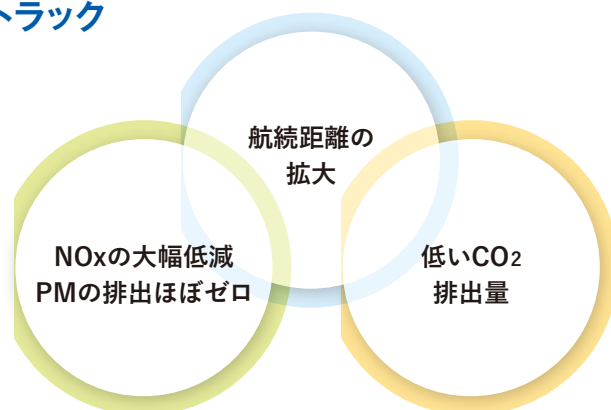 トラック
航続距離の
拡大
NOxの大幅低減
PMの排出ほぼゼロ
低いCO2
排出量